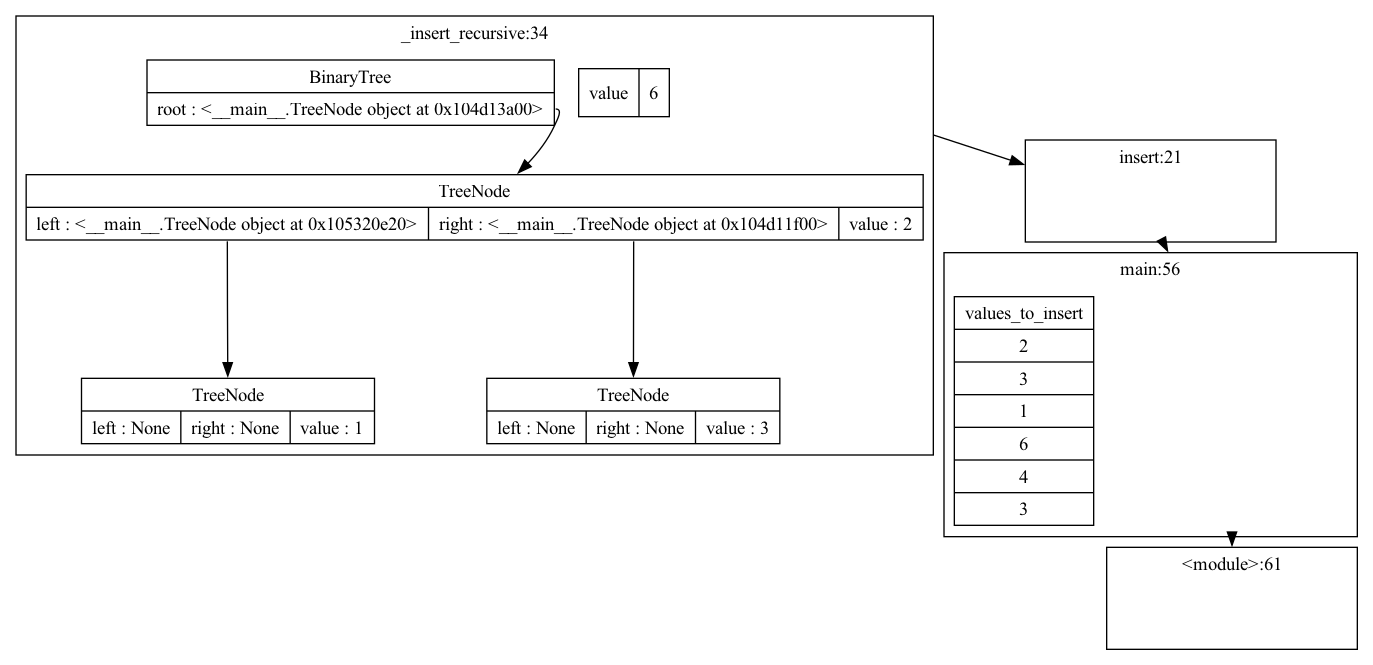 _insert_recursive:34
BinaryTree
root : <__main__.TreeNode object at 0x104d13a00>
value 6
TreeNode
left : <__main__.TreeNode object at 0x105320e20> right : <__main__.TreeNode object at 0x104d11f00> value : 2
TreeNode
left : None right : None value : 1
TreeNode
left : None right : None value : 3
insert:21
main:56
values_to_insert
2
3
1
6
4
3
<module>:61